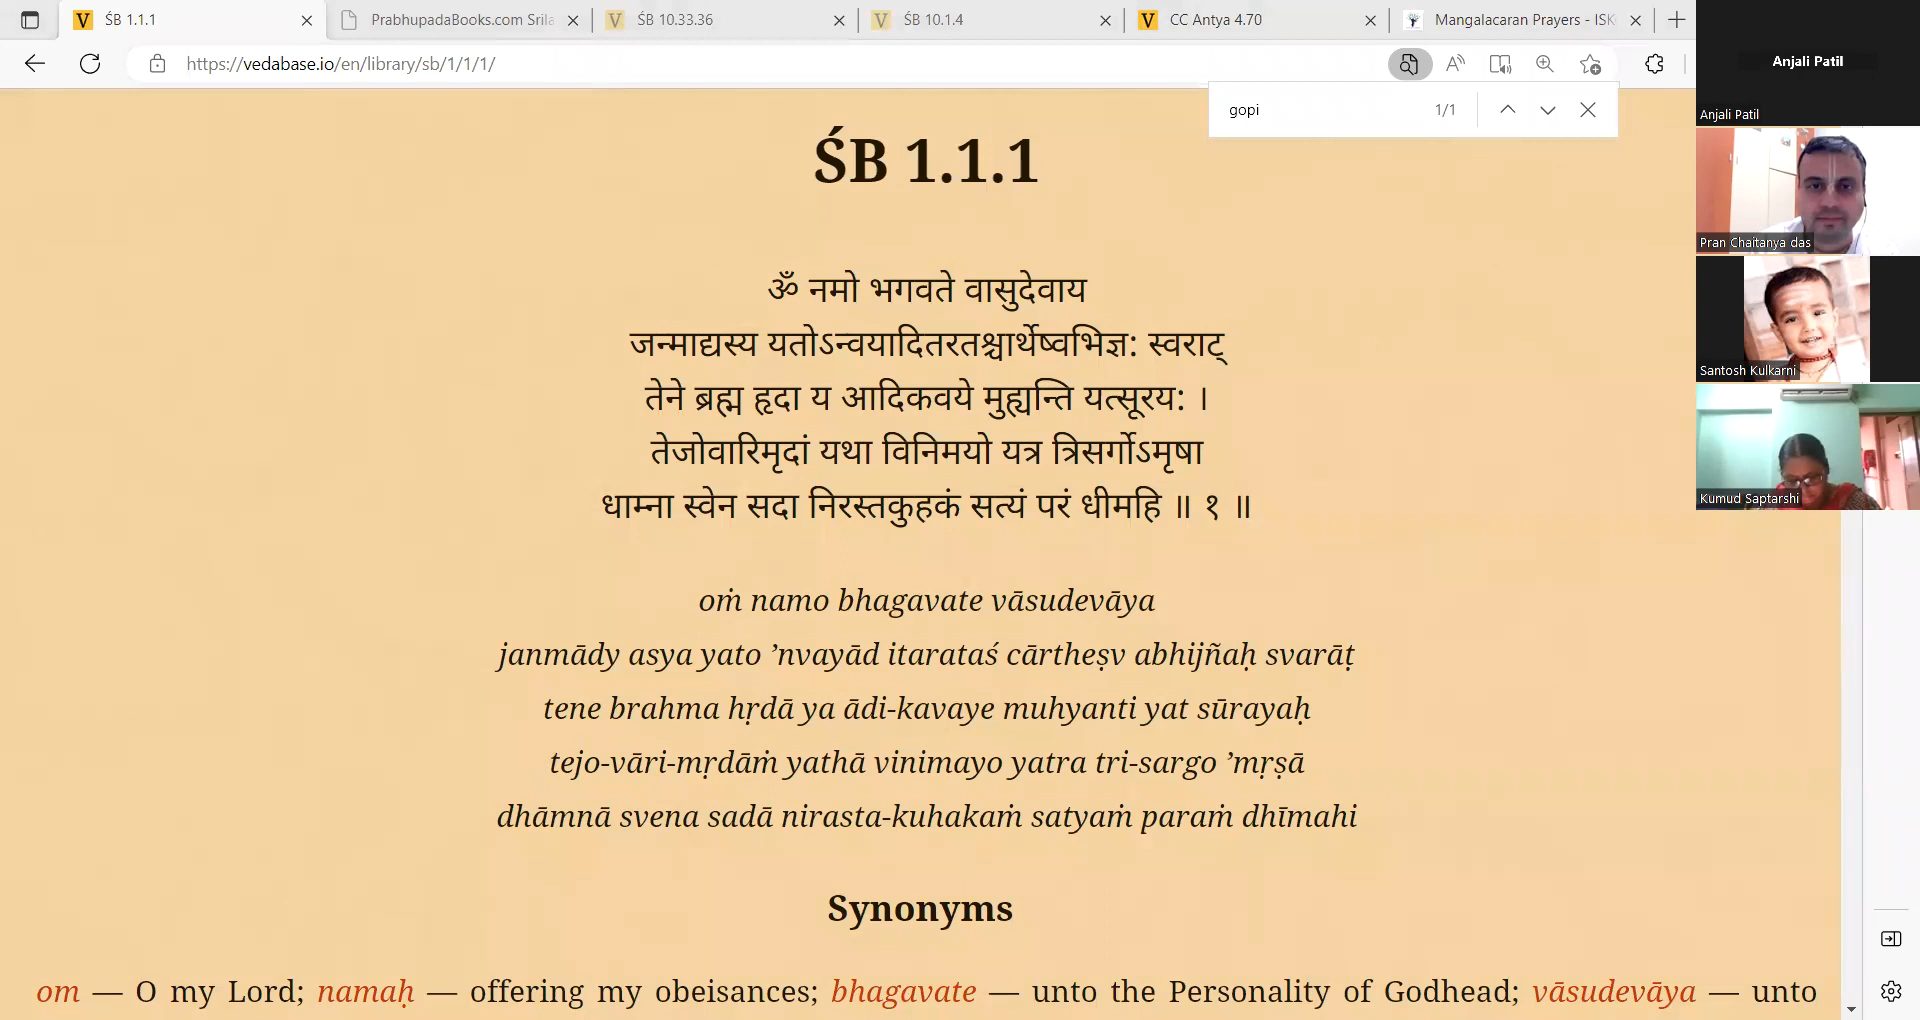 ŚB 1.1.1
PrabhupadaBooks.com Srila
ŚB 10.33.36
ŚB 10.1.4
CC Antya 4.70
Mangalacaran Prayers - ISK
https://vedabase.io/en/library/sb/1/1/1/
gopi
1/1
ŚB 1.1.1
ॐ नमो भगवते वासुदेवाय
जन्माद्यस्य यतोऽन्वयादितरतश्चार्थेष्वभिज्ञ: स्वराट्
तेने ब्रह्म हृदा य आदिकवये मुह्यन्ति यत्सूरय: ।
तेजोवारिमृदां यथा विनिमयो यत्र त्रिसर्गोऽमृषा
धाम्ना स्वेन सदा निरस्तकुहकं सत्यं परं धीमहि ॥ १ ॥
oṁ namo bhagavate vāsudevāya
janmādy asya yato ’nvayād itarataś cārtheṣv abhijñaḥ svarāṭ
tene brahma hṛdā ya ādi-kavaye muhyanti yat sūrayaḥ
tejo-vāri-mṛdāṁ yathā vinimayo yatra tri-sargo ’mṛṣā
dhāmnā svena sadā nirasta-kuhakaṁ satyaṁ paraṁ dhīmahi
Synonyms
om — O my Lord; namaḥ — offering my obeisances; bhagavate — unto the Personality of Godhead; vāsudevāya — unto
Anjali Patil
Anjali Patil
Pran Chaitanya das
Santosh Kulkarni
Kumud Saptarshi